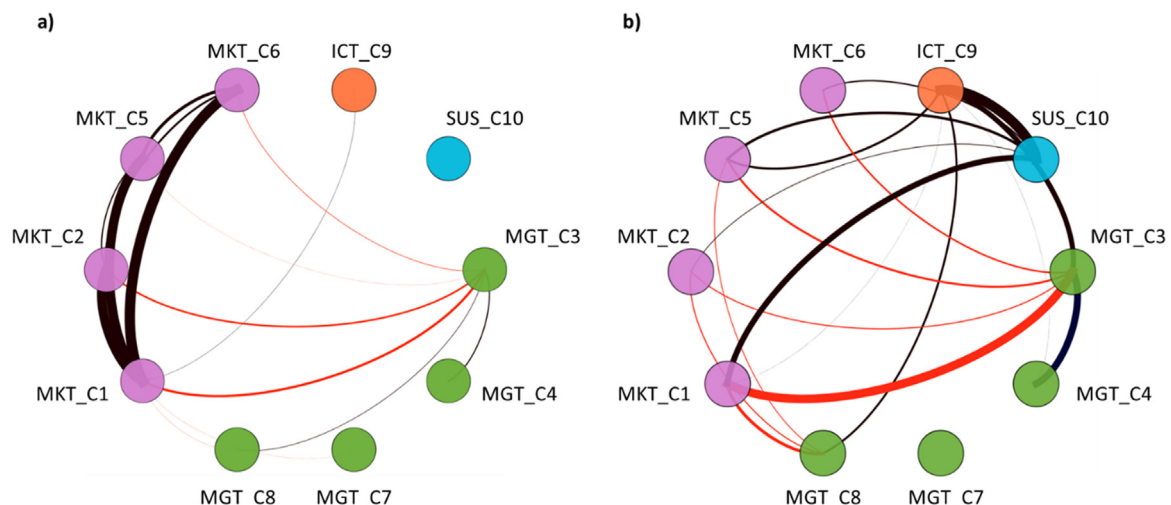 a)
MKT_C6
ICT_C9
MKT_C5
SUS_C10
MKT_C2
MGT_C3
MKT_C1
MGT_C4
MGT_C8
MGT_C7
b)
MKT_C6
ICT_C9
MKT_C5
SUS_C10
MKT_C2
MGT_C3
MKT_C1
MGT_C4
MGT_C8
MGT_C7